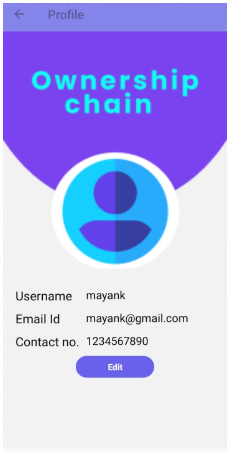 Profile
Ownership
chain
Username mayank
Email Id mayank@gmail.com
Contact no. 1234567890
Edit